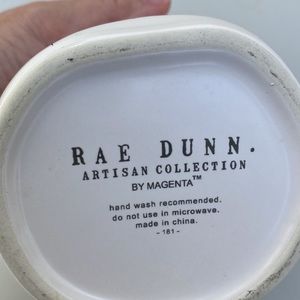 RAE DUNN.
ARTISAN COLLECTION
BY MAGENTA™
hand wash recommended.
do not use in microwave.
made in china.
- 181 -